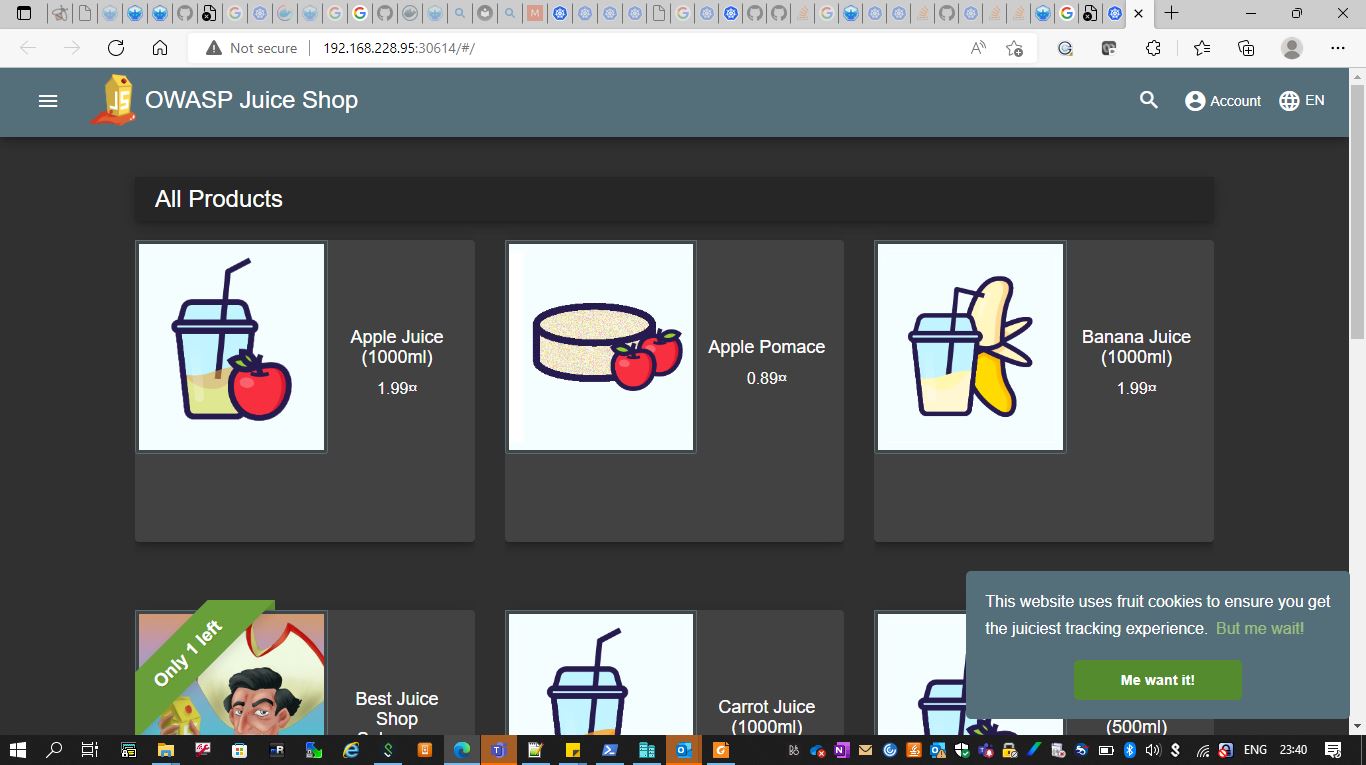 Not secure
192.168.228.95:30614/#/
JS
OWASP Juice Shop
Account
EN
All Products
Apple Juice
(1000ml)
1.99¤
Apple Pomace
0.89¤
Banana Juice
(1000ml)
1.99¤
Only 1 left
Best Juice
Shop
Carrot Juice
(1000ml)
(500ml)
This website uses fruit cookies to ensure you get
the juiciest tracking experience. But me wait!
Me want it!
ENG
23:40